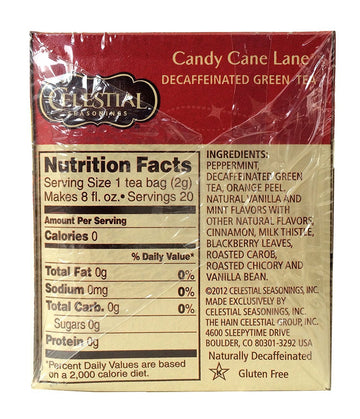 Candy Cane Lane
DECAFFEINATED GREEN TEA
CELESTIAL
SEASONINGS
Nutrition Facts
Serving Size 1 tea bag (2g)
Makes 8 fl. oz. • Servings 20
Amount Per Serving
Calories 0
% Daily Value*
Total Fat 0g 0%
Sodium 0mg 0%
Total Carb. 0g 0%
Sugars 0g
Protein 0g
*Percent Daily Values are based on a 2,000 calorie diet.
INGREDIENTS:
PEPPERMINT,
DECAFFEINATED GREEN
TEA, ORANGE PEEL,
NATURAL VANILLA AND
MINT FLAVORS WITH
OTHER NATURAL FLAVORS,
CINNAMON, MILK THISTLE,
BLACKBERRY LEAVES,
ROASTED CAROB,
ROASTED CHICORY AND
VANILLA BEAN.
©2012 CELESTIAL SEASONINGS, INC.
MADE EXCLUSIVELY BY
CELESTIAL SEASONINGS,
THE HAIN CELESTIAL GROUP, INC.
4600 SLEEPYTIME DRIVE
BOULDER, CO 80301-3292 USA
Naturally Decaffeinated
K Gluten Free